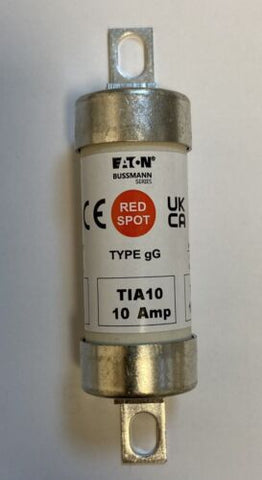 EATON
BUSSMANN
SERIES
CE
RED
SPOT
UK
CA
TYPE gG
TIA10
10 Amp